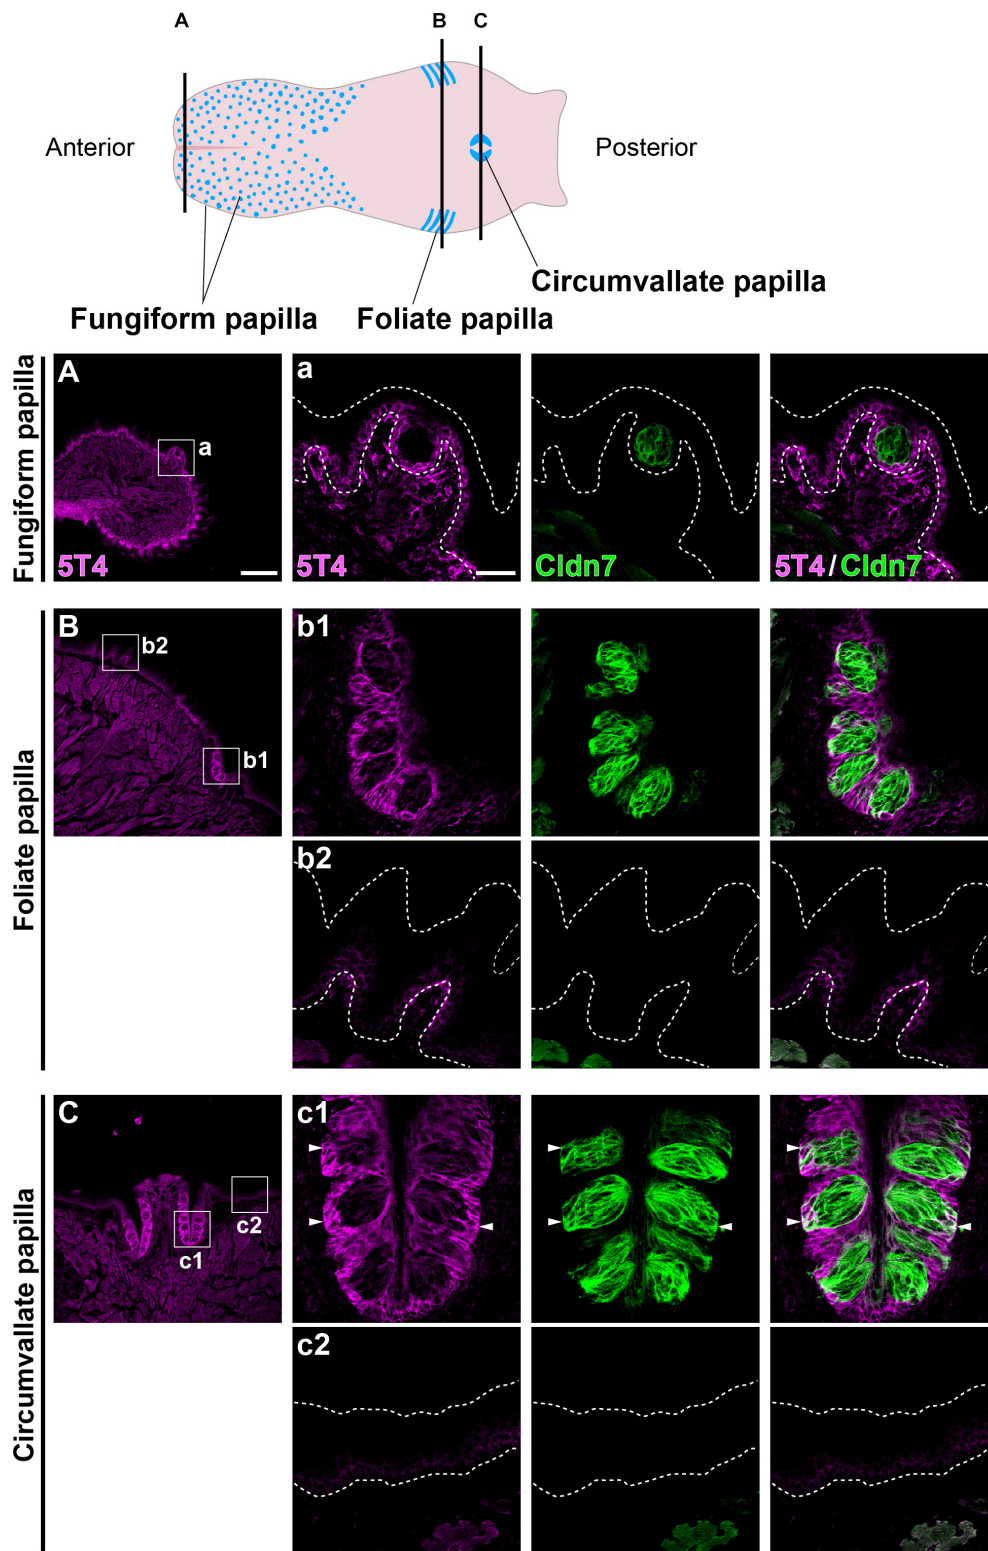 A B C
Anterior Posterior
Circumvallate papilla
Fungiform papilla Foliate papilla
Fungiform papilla
A a
a
5T4 5T4 Cldn7 5T4/Cldn7
Foliate papilla
B b2 b1
b1
b2
Circumvallate papilla
C c1
c2
c1
c2